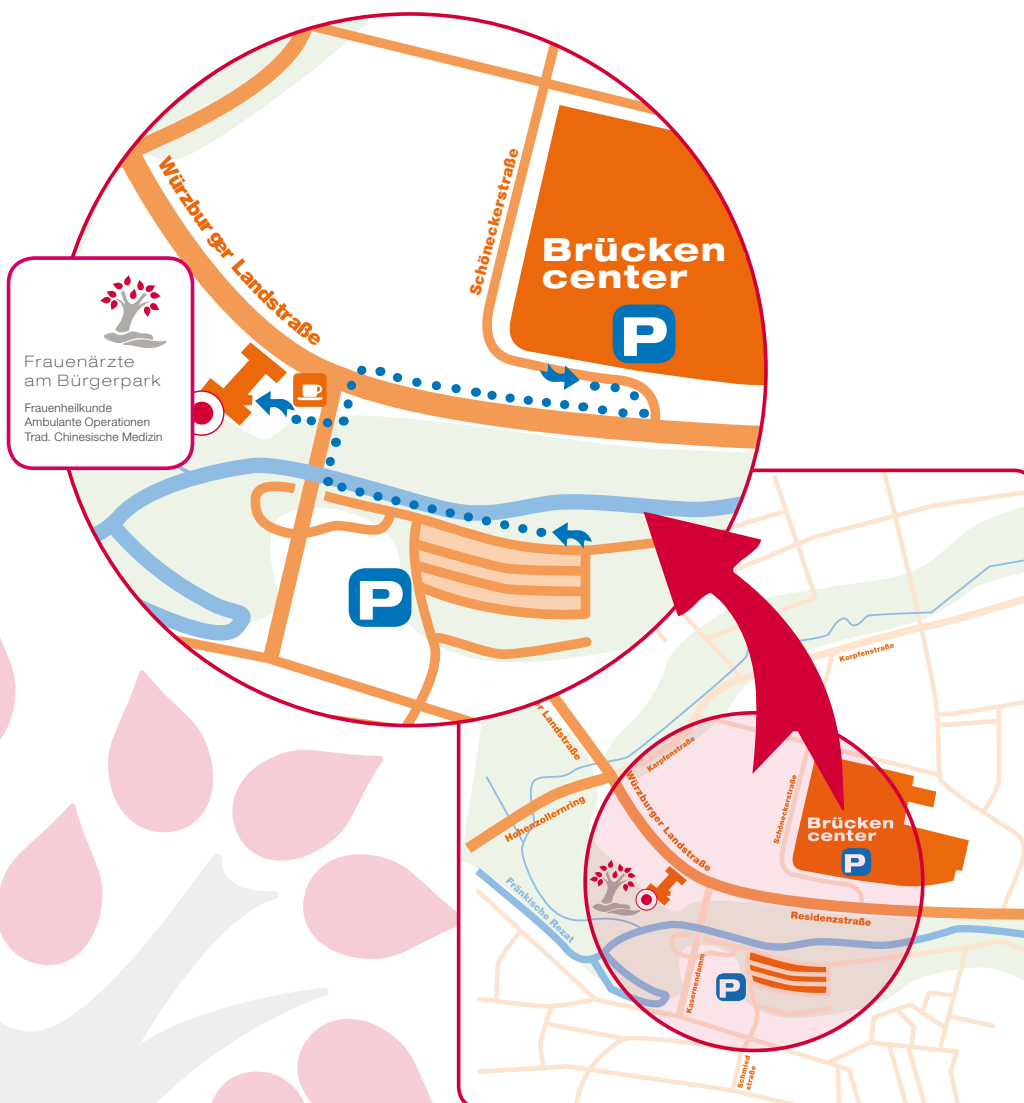 Würzburger Landstraße
Schöneckerstraße
Brücken
center
P
Frauenärzte
am Bürgerpark
Frauenheilkunde
Ambulante Operationen
Trad. Chinesische Medizin
P
Karpfenstraße
er Landstraße
Karpfenstraße
Würzburger Landstraße
Hohenzollernring
Schöneckerstraße
Brücken
center
P
Fränkische Rezat
Residenzstraße
Kasernendamm
P
Schmied
straße